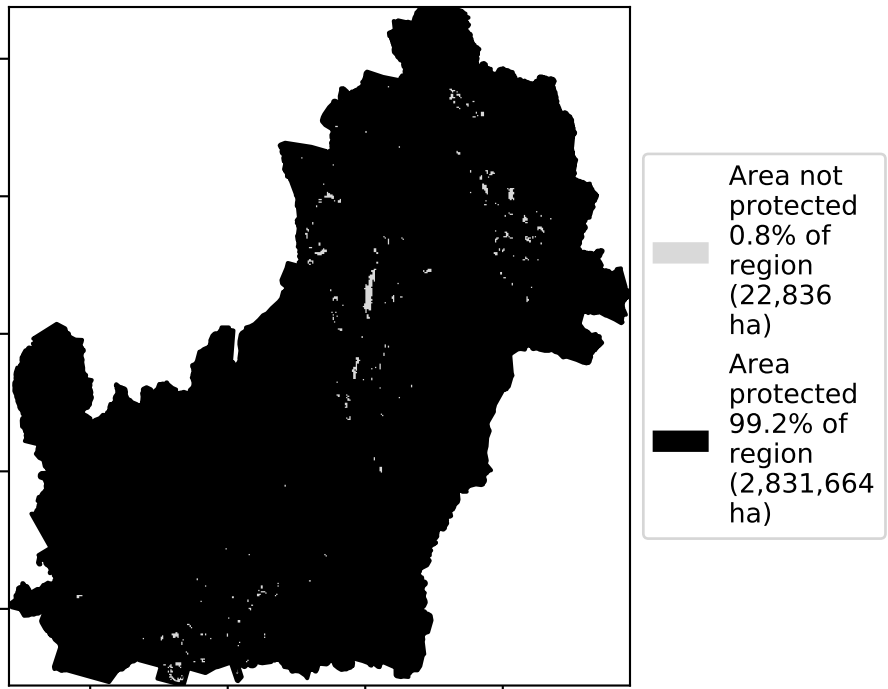 Area not
protected
0.8% of
region
(22,836
ha)
Area
protected
99.2% of
region
(2,831,664
ha)